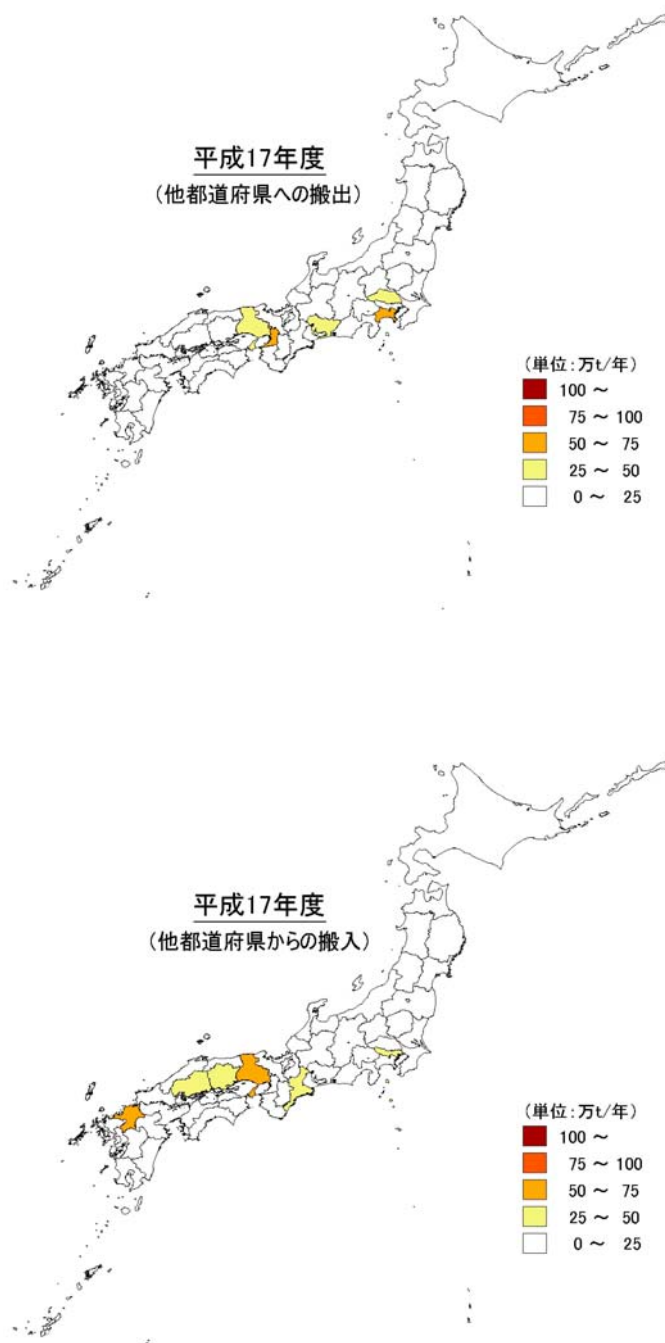 平成17年度
(他都道府県への搬出)
(単位:万t/年)
100 ～
75 ～ 100
50 ～ 75
25 ～ 50
0 ～ 25
平成17年度
(他都道府県からの搬入)
(単位:万t/年)
100 ～
75 ～ 100
50 ～ 75
25 ～ 50
0 ～ 25